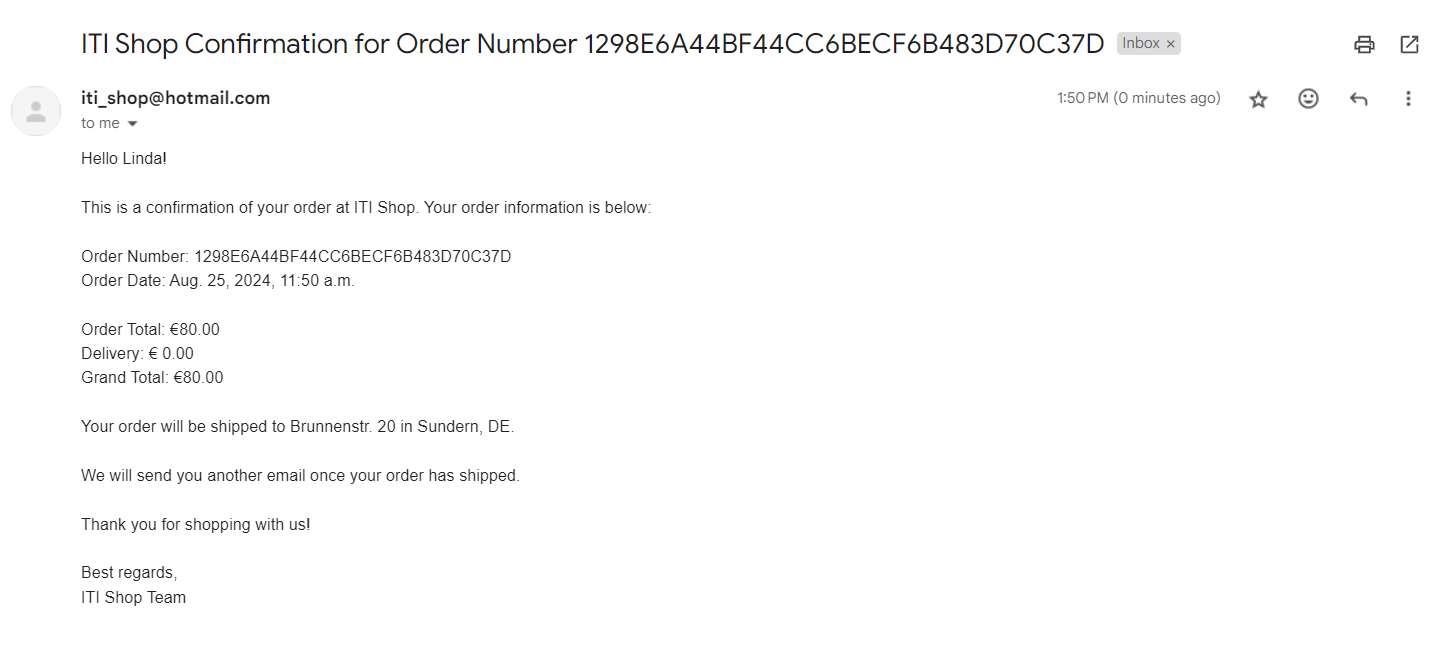 ITI Shop Confirmation for Order Number 1298E6A44BF44CC6BECF6B483D70C37D Inbox ×
iti_shop@hotmail.com 1:50 PM (0 minutes ago)
to me
Hello Linda!
This is a confirmation of your order at ITI Shop. Your order information is below:
Order Number: 1298E6A44BF44CC6BECF6B483D70C37D
Order Date: Aug. 25, 2024, 11:50 a.m.
Order Total: €80.00
Delivery: € 0.00
Grand Total: €80.00
Your order will be shipped to Brunnenstr. 20 in Sundern, DE.
We will send you another email once your order has shipped.
Thank you for shopping with us!
Best regards,
ITI Shop Team